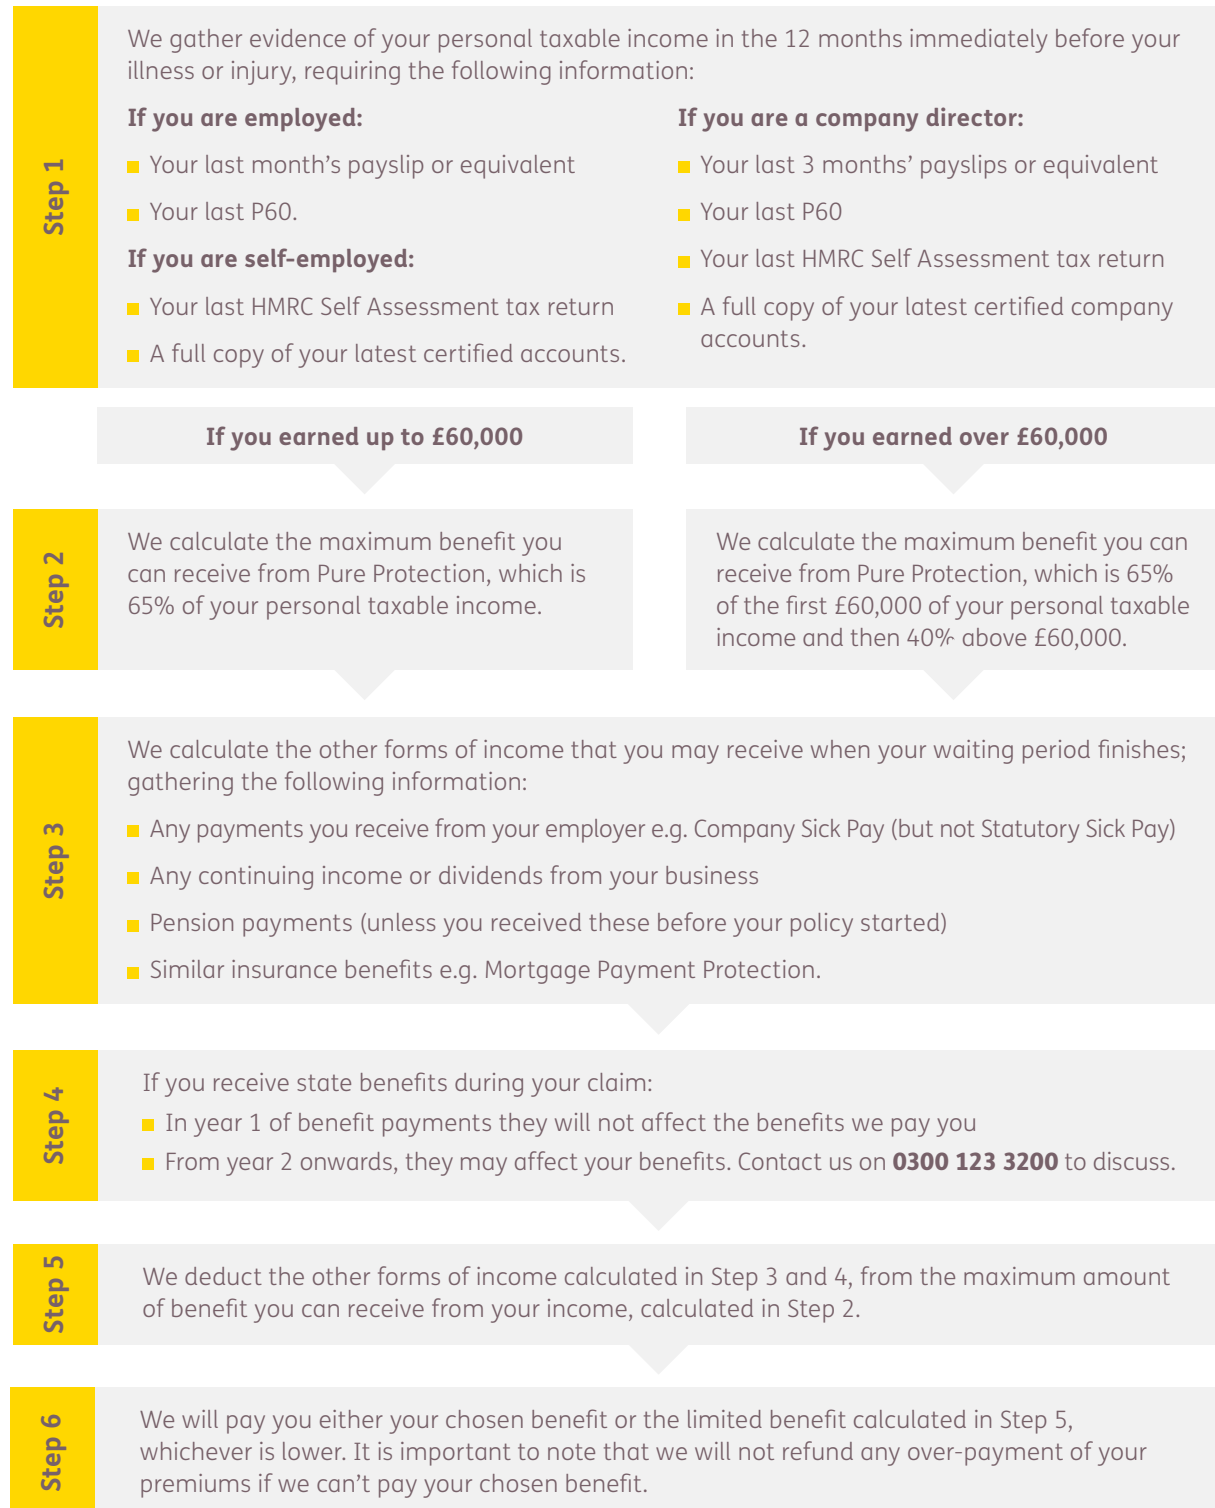 Step 1
We gather evidence of your personal taxable income in the 12 months immediately before your
illness or injury, requiring the following information:
If you are employed:
Your last month's payslip or equivalent
Your last P60.
If you are self-employed:
Your last HMRC Self Assessment tax return
A full copy of your latest certified accounts.
If you are a company director:
Your last 3 months' payslips or equivalent
Your last P60
Your last HMRC Self Assessment tax return
A full copy of your latest certified company
accounts.
If you earned up to £60,000
If you earned over £60,000
Step 2
We calculate the maximum benefit you
can receive from Pure Protection, which is
65% of your personal taxable income.
We calculate the maximum benefit you can
receive from Pure Protection, which is 65%
of the first £60,000 of your personal taxable
income and then 40% above £60,000.
Step 3
We calculate the other forms of income that you may receive when your waiting period finishes;
gathering the following information:
Any payments you receive from your employer e.g. Company Sick Pay (but not Statutory Sick Pay)
Any continuing income or dividends from your business
Pension payments (unless you received these before your policy started)
Similar insurance benefits e.g. Mortgage Payment Protection.
Step 4
If you receive state benefits during your claim:
In year 1 of benefit payments they will not affect the benefits we pay you
From year 2 onwards, they may affect your benefits. Contact us on 0300 123 3200 to discuss.
Step 5
We deduct the other forms of income calculated in Step 3 and 4, from the maximum amount
of benefit you can receive from your income, calculated in Step 2.
Step 6
We will pay you either your chosen benefit or the limited benefit calculated in Step 5,
whichever is lower. It is important to note that we will not refund any over-payment of your
premiums if we can't pay your chosen benefit.